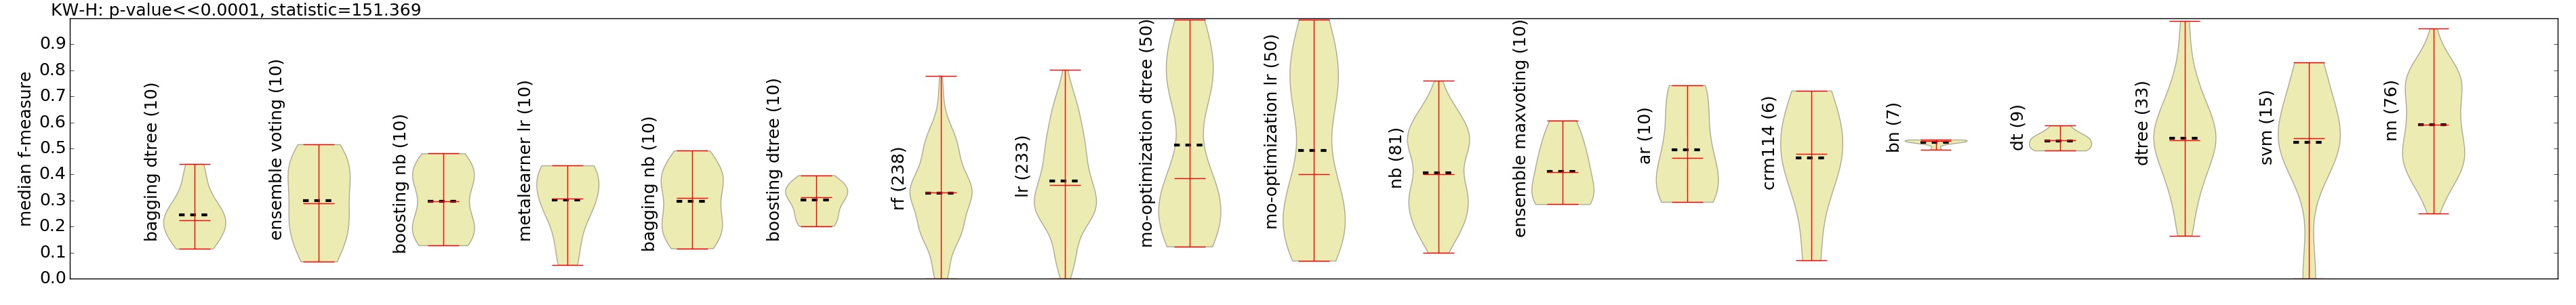 KW-H: p-value<<0.0001, statistic=151.369
median f-measure
0.9
0.8
0.7
0.6
0.5
0.4
0.3
0.2
0.1
0.0
bagging dtree (10)
ensemble voting (10)
boosting nb (10)
metalearner lr (10)
bagging nb (10)
boosting dtree (10)
rf (238)
lr (233)
mo-optimization dtree (50)
mo-optimization lr (50)
nb (81)
ensemble maxvoting (10)
ar (10)
crm114 (6)
bn (7)
dt (9)
dtree (33)
svm (15)
nn (76)